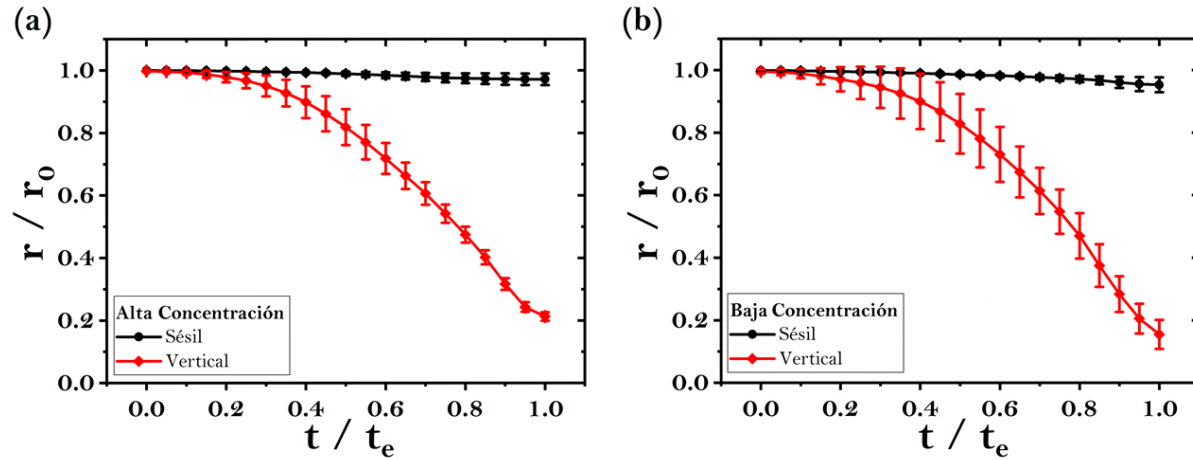 (a)
1.0
0.8
0.6
0.4
0.2
0.0
r / r₀
Alta Concentración
Sésil
Vertical
0.0 0.2 0.4 0.6 0.8 1.0
t / tₑ
(b)
1.0
0.8
0.6
0.4
0.2
0.0
r / r₀
Baja Concentración
Sésil
Vertical
0.0 0.2 0.4 0.6 0.8 1.0
t / tₑ